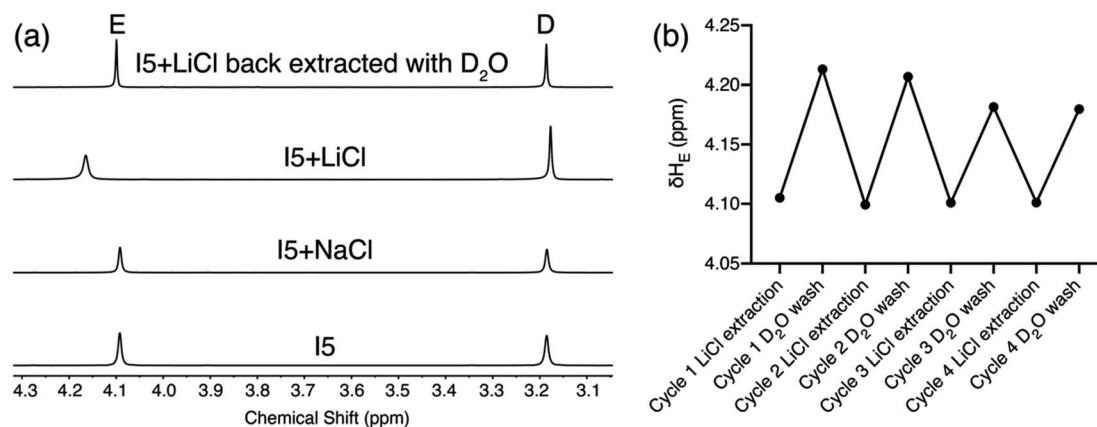 (a)
E
D
I5+LiCl back extracted with D₂O
I5+LiCl
I5+NaCl
I5
4.3 4.2 4.1 4.0 3.9 3.8 3.7 3.6 3.5 3.4 3.3 3.2 3.1
Chemical Shift (ppm)
(b)
δH_E (ppm)
4.25
4.20
4.15
4.10
4.05
Cycle 1 LiCl extraction
Cycle 1 D₂O wash
Cycle 2 LiCl extraction
Cycle 2 D₂O wash
Cycle 3 LiCl extraction
Cycle 3 D₂O wash
Cycle 4 LiCl extraction
Cycle 4 D₂O wash